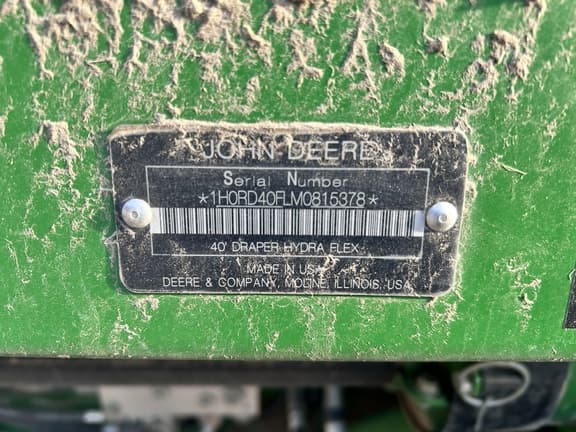 JOHN DEERE
Serial Number
*1H0RD40FLM0815378*
40' DRAPER HYDRA FLEX
MADE IN USA
DEERE & COMPANY, MOLINE, ILLINOIS, USA